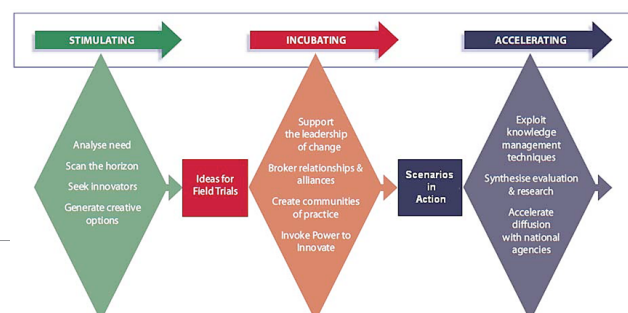 STIMULATING
INCUBATING
ACCELERATING
Analyse need
Scan the horizon
Seek innovators
Generate creative
options
Ideas for
Field Trials
Support
the leadership
of change
Broker relationships &
alliances
Create communities
of practice
Invoke Power to
Innovate
Scenarios
in
Action
Exploit
knowledge
management
techniques
Synthesise evaluation
& research
Accelerate
diffusion
with national
agencies